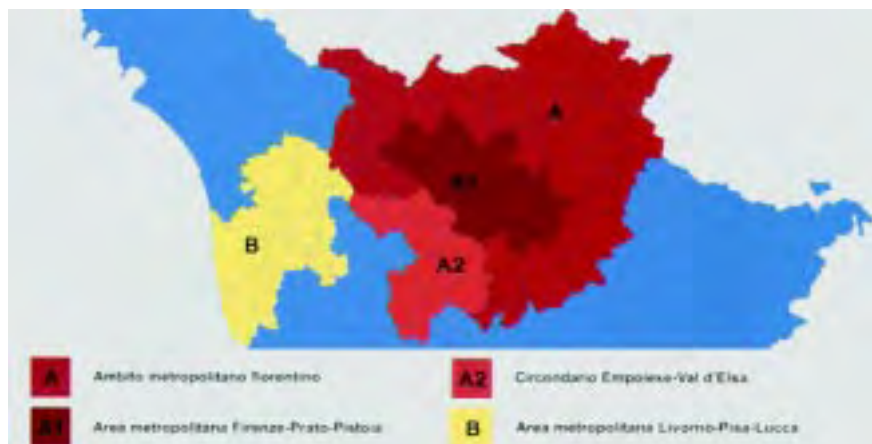 A
A1
B
A2
A Ambito metropolitano fiorentino
A2 Circondario Empolese-Val d'Elsa
A1 Area metropolitana Firenze-Prato-Pistoia
B Area metropolitana Livorno-Pisa-Lucca